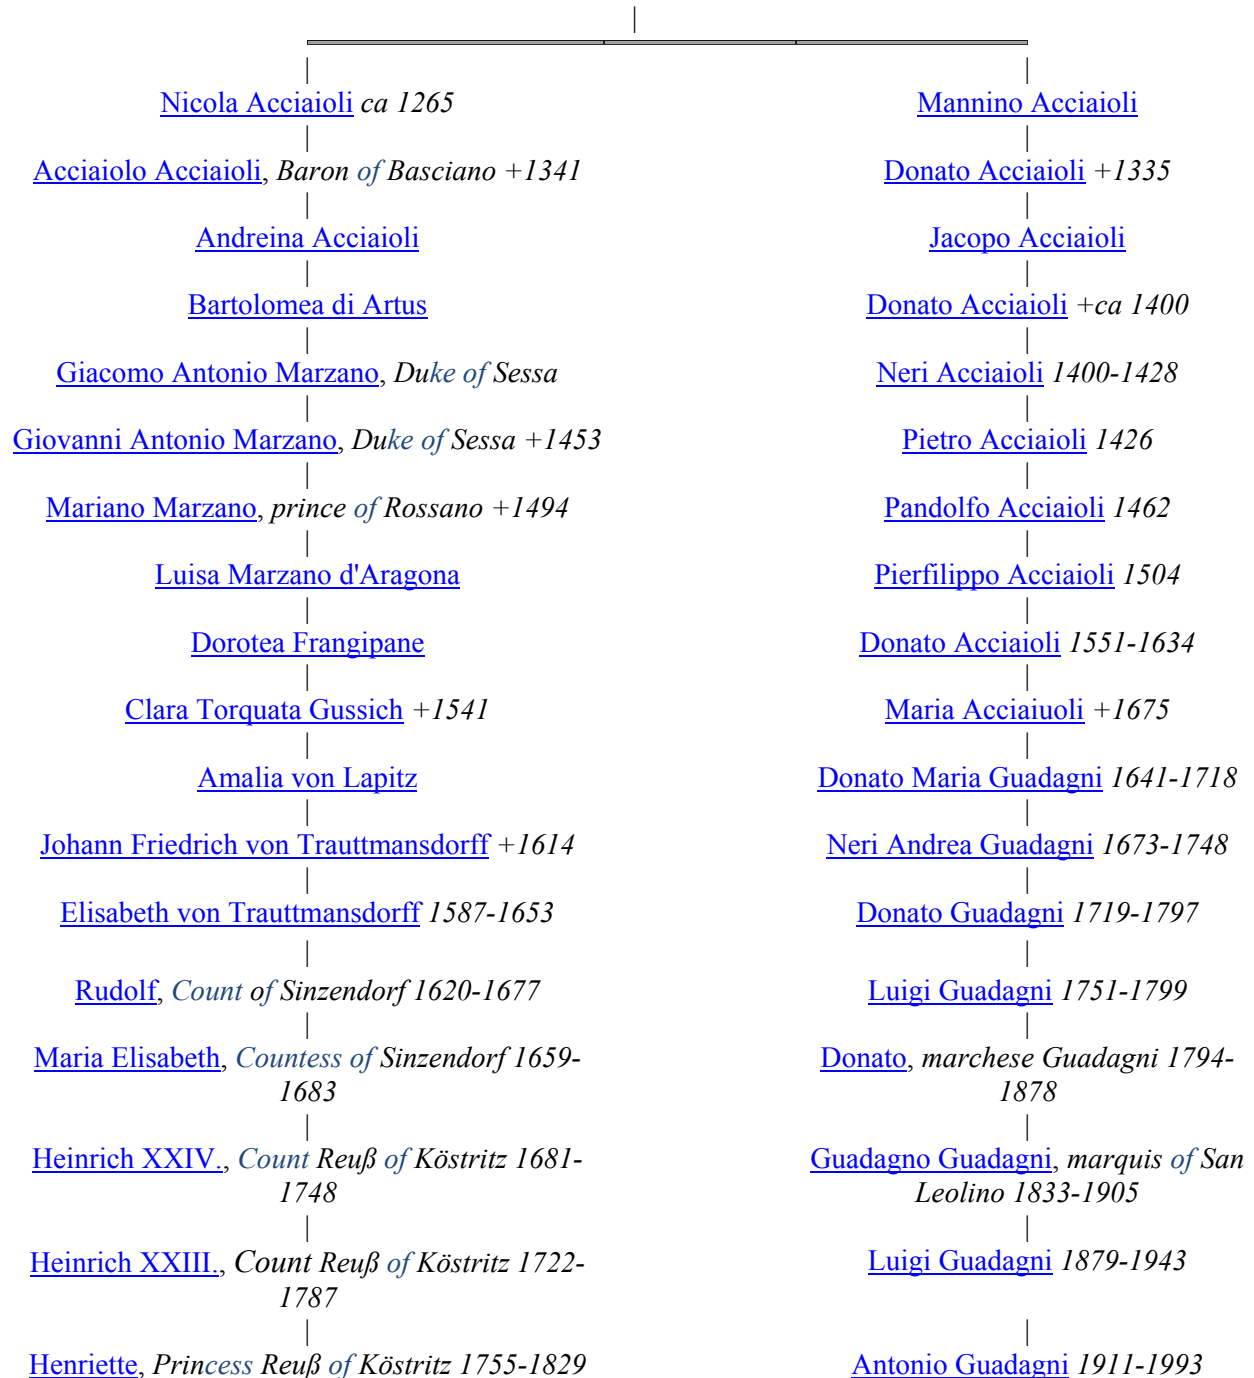 Nicola Acciaioli ca 1265
Mannino Acciaioli
Acciaiolo Acciaioli, Baron of Basciano +1341
Donato Acciaioli +1335
Andreina Acciaioli
Jacopo Acciaioli
Bartolomea di Artus
Donato Acciaioli +ca 1400
Giacomo Antonio Marzano, Duke of Sessa
Neri Acciaioli 1400-1428
Giovanni Antonio Marzano, Duke of Sessa +1453
Pietro Acciaioli 1426
Mariano Marzano, prince of Rossano +1494
Pandolfo Acciaioli 1462
Luisa Marzano d'Aragona
Pierfilippo Acciaioli 1504
Dorotea Frangipane
Donato Acciaioli 1551-1634
Clara Torquata Gussich +1541
Maria Acciaiuoli +1675
Amalia von Lapitz
Donato Maria Guadagni 1641-1718
Johann Friedrich von Trauttmansdorff +1614
Neri Andrea Guadagni 1673-1748
Elisabeth von Trauttmansdorff 1587-1653
Donato Guadagni 1719-1797
Rudolf, Count of Sinzendorf 1620-1677
Luigi Guadagni 1751-1799
Maria Elisabeth, Countess of Sinzendorf 1659-
1683
Donato, marchese Guadagni 1794-
1878
Heinrich XXIV., Count Reuß of Köstritz 1681-
1748
Guadagno Guadagni, marquis of San
Leolino 1833-1905
Heinrich XXIII., Count Reuß of Köstritz 1722-
1787
Luigi Guadagni 1879-1943
Henriette, Princess Reuß of Köstritz 1755-1829
Antonio Guadagni 1911-1993